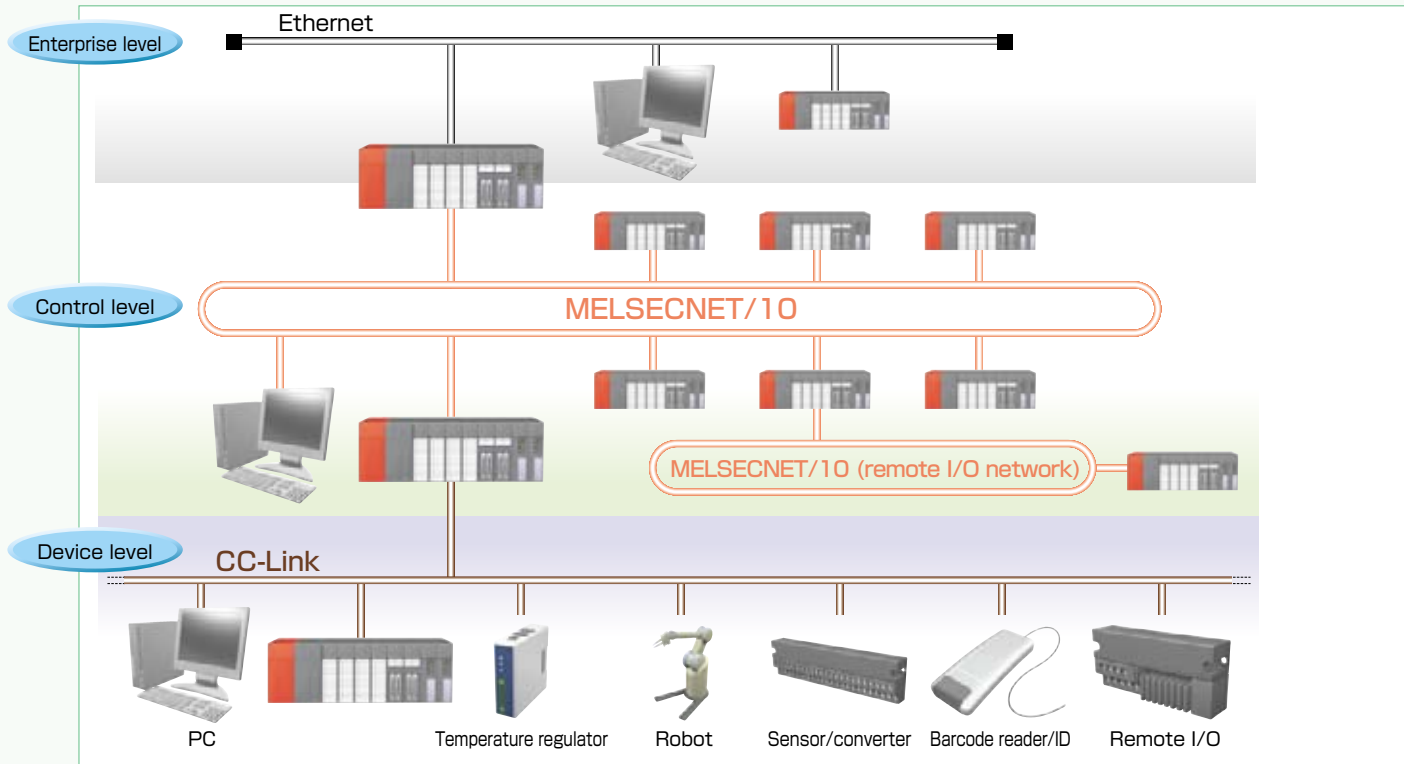 Ethernet
Enterprise level
Control level
MELSECNET/10
MELSECNET/10 (remote I/O network)
Device level
CC-Link
PC
Temperature regulator
Robot
Sensor/converter
Barcode reader/ID
Remote I/O